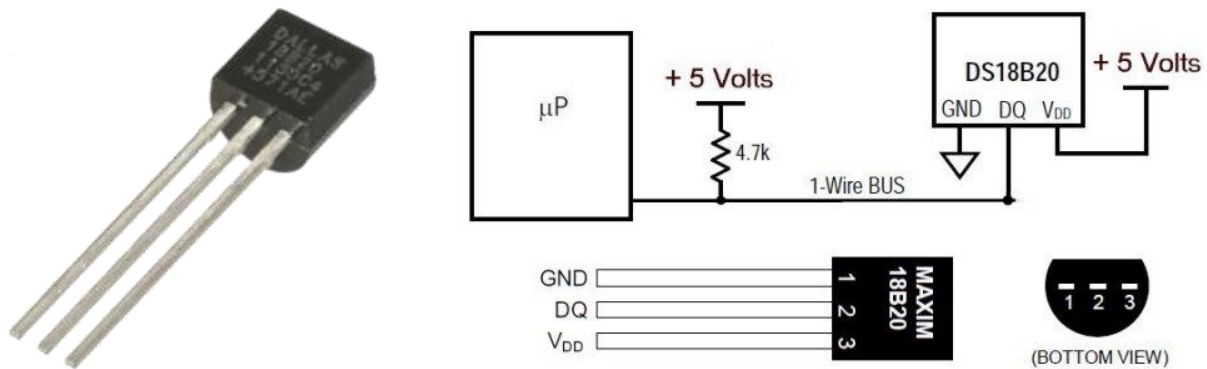 DALLAS
18B20
+ 5 Volts
μP
4.7k
1-Wire BUS
DS18B20
GND DQ VDD
+ 5 Volts
GND
DQ
VDD
1
2
3
MAXIM
18B20
1 2 3
(BOTTOM VIEW)